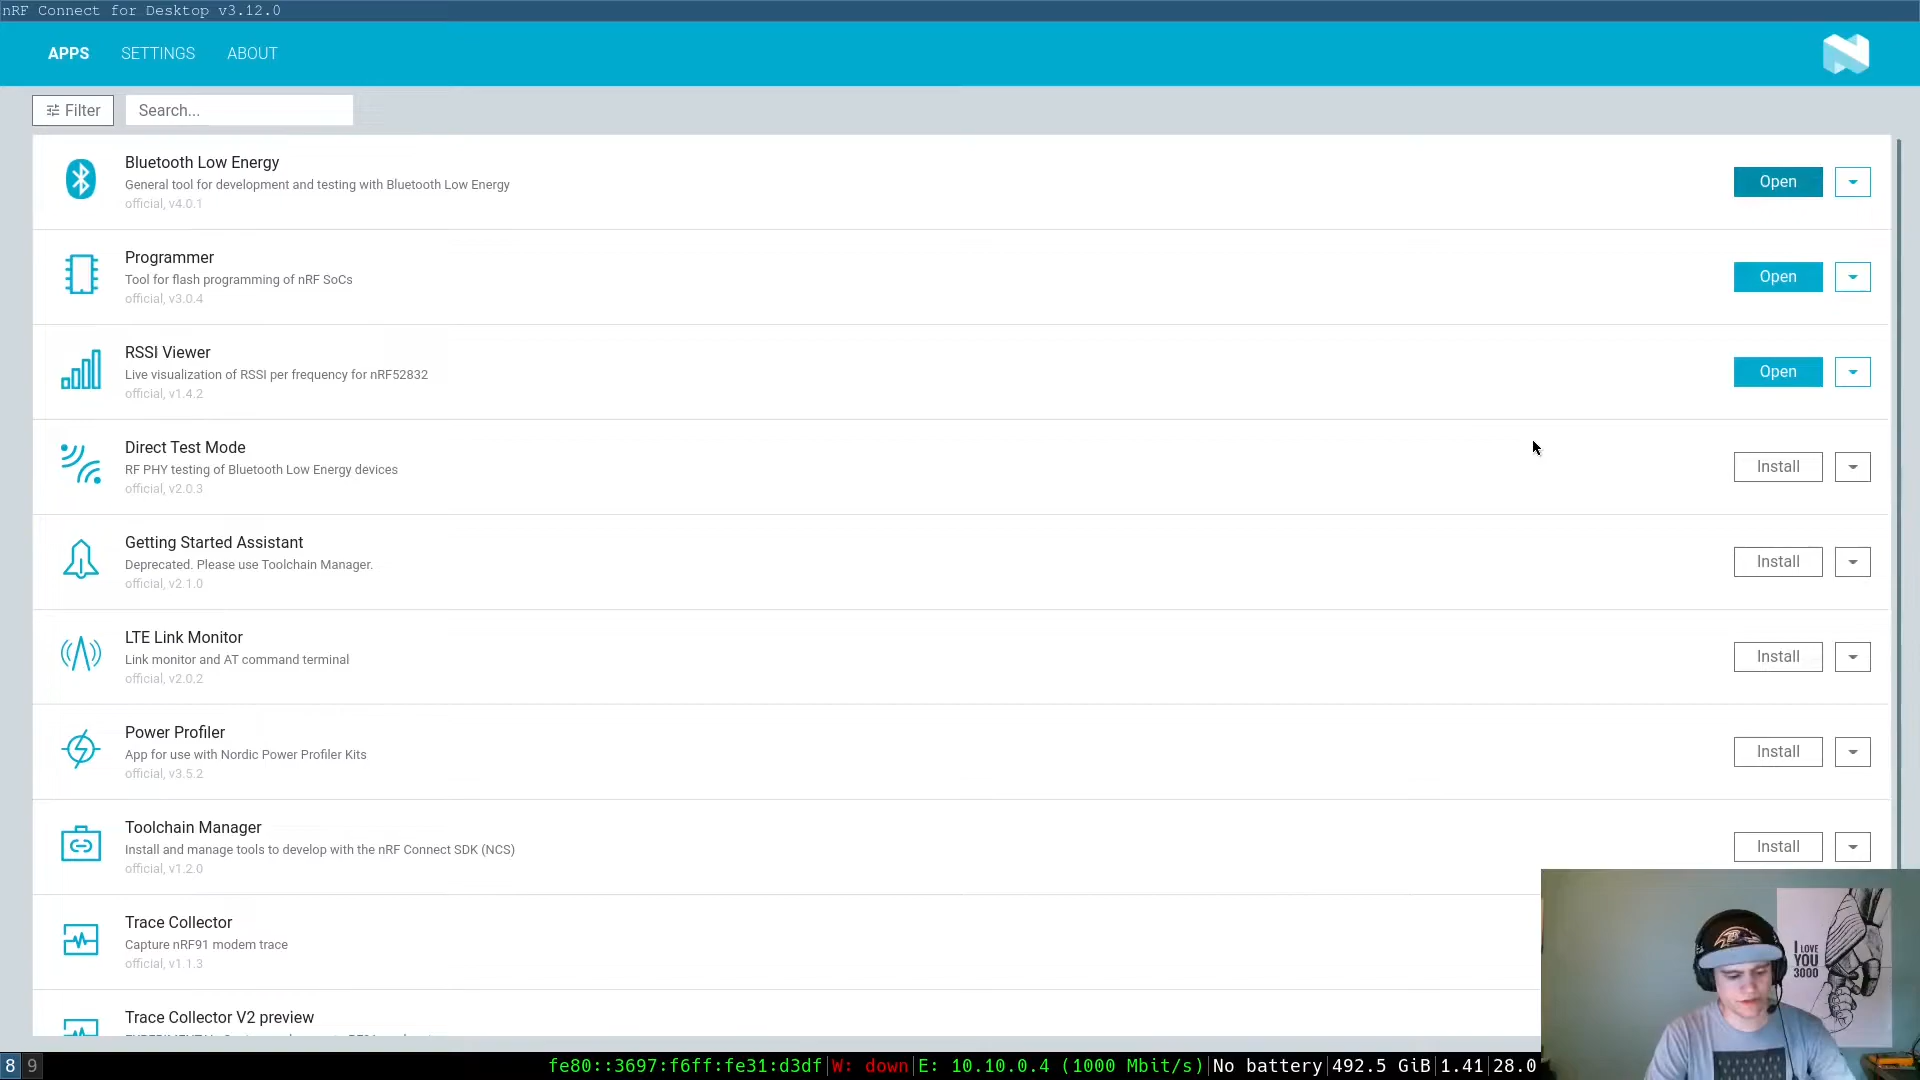 nRF Connect for Desktop v3.12.0
APPS SETTINGS ABOUT
Filter Search...
Bluetooth Low Energy
General tool for development and testing with Bluetooth Low Energy
official, v4.0.1
Open
Programmer
Tool for flash programming of nRF SoCs
official, v3.0.4
Open
RSSI Viewer
Live visualization of RSSI per frequency for nRF52832
official, v1.4.2
Open
Direct Test Mode
RF PHY testing of Bluetooth Low Energy devices
official, v2.0.3
Install
Getting Started Assistant
Deprecated. Please use Toolchain Manager.
official, v2.1.0
Install
LTE Link Monitor
Link monitor and AT command terminal
official, v2.0.2
Install
Power Profiler
App for use with Nordic Power Profiler Kits
official, v3.5.2
Install
Toolchain Manager
Install and manage tools to develop with the nRF Connect SDK (NCS)
official, v1.2.0
Install
Trace Collector
Capture nRF91 modem trace
official, v1.1.3
Trace Collector V2 preview
I LOVE
YOU
3000
8 9 fe80::3697:f6ff:fe31:d3df|W: down|E: 10.10.0.4 (1000 Mbit/s)|No battery|492.5 GiB|1.41|28.0